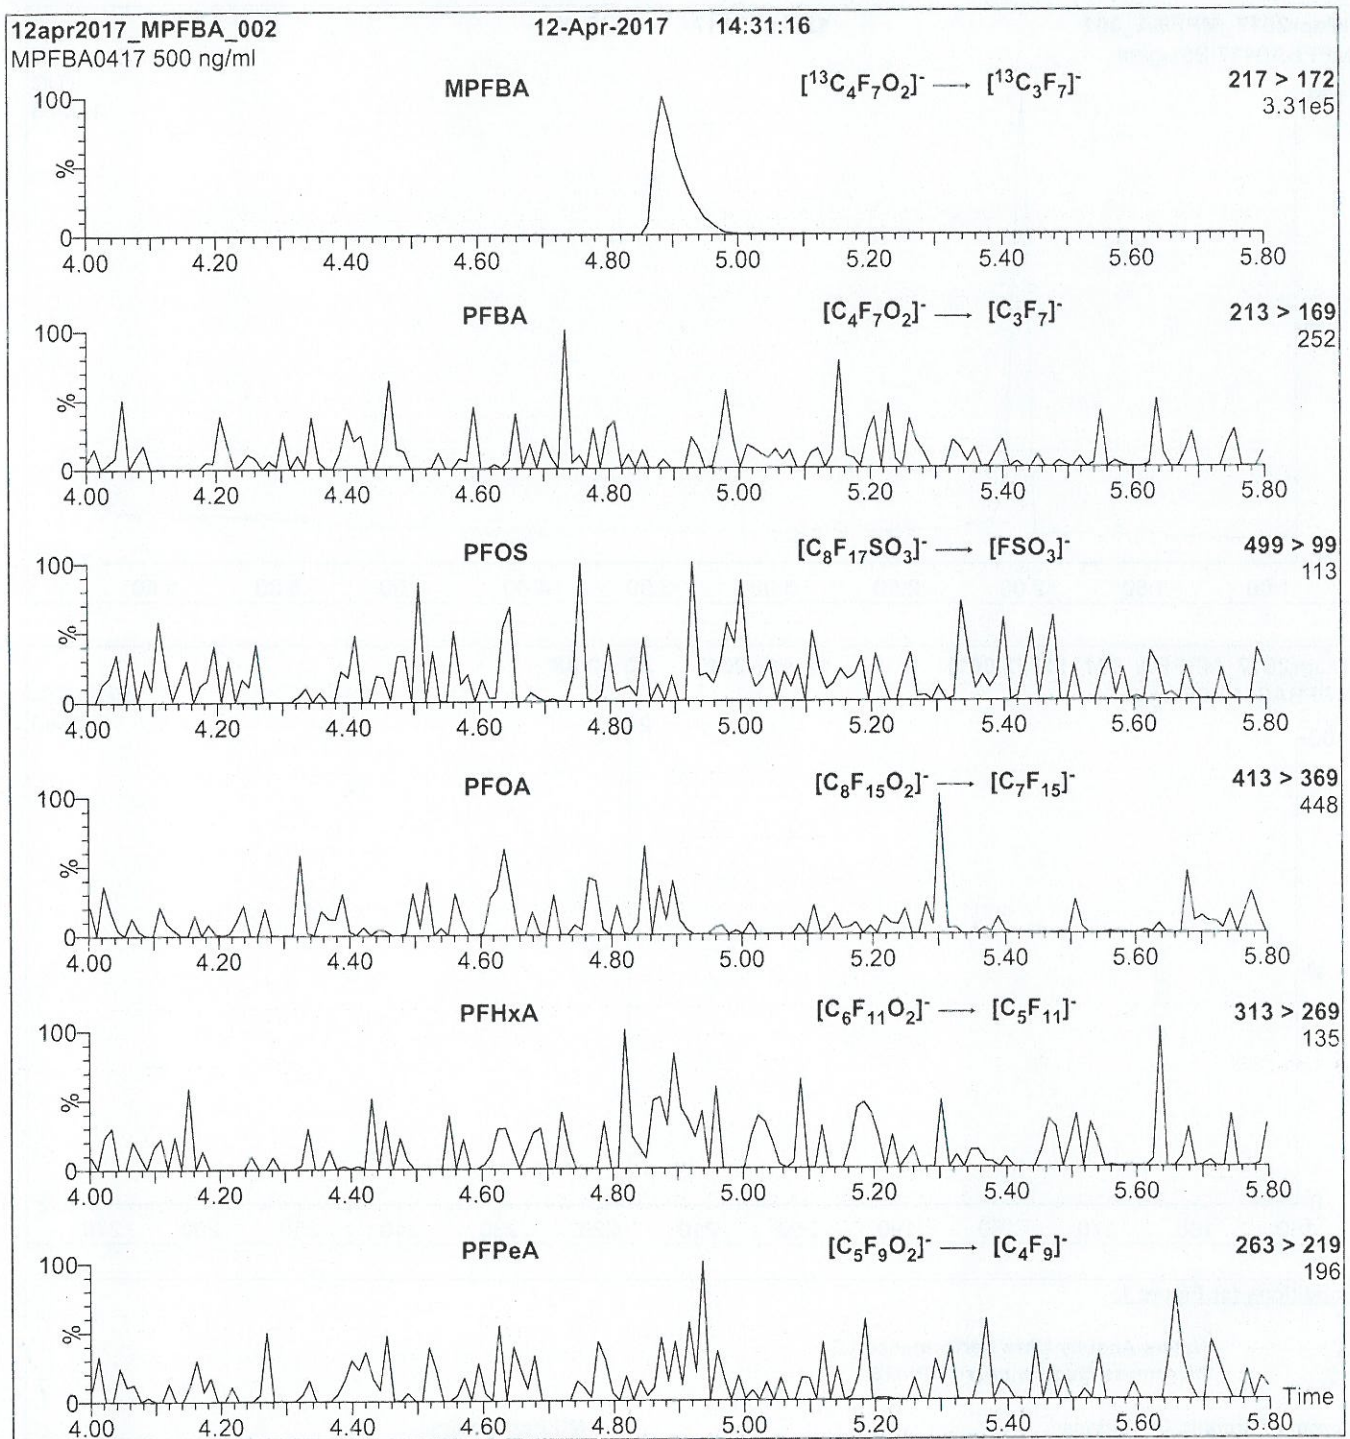 12apr2017_MPFBA_002 12-Apr-2017 14:31:16
MPFBA0417 500 ng/ml
MPFBA [¹³C₄F₇O₂]⁻ → [¹³C₃F₇]⁻ 217 > 172
3.31e5
100
%
0
4.00 4.20 4.40 4.60 4.80 5.00 5.20 5.40 5.60 5.80
PFBA [C₄F₇O₂]⁻ → [C₃F₇]⁻ 213 > 169
252
100
%
0
4.00 4.20 4.40 4.60 4.80 5.00 5.20 5.40 5.60 5.80
PFOS [C₈F₁₇SO₃]⁻ → [FSO₃]⁻ 499 > 99
113
100
%
0
4.00 4.20 4.40 4.60 4.80 5.00 5.20 5.40 5.60 5.80
PFOA [C₈F₁₅O₂]⁻ → [C₇F₁₅]⁻ 413 > 369
448
100
%
0
4.00 4.20 4.40 4.60 4.80 5.00 5.20 5.40 5.60 5.80
PFHxA [C₆F₁₁O₂]⁻ → [C₅F₁₁]⁻ 313 > 269
135
100
%
0
4.00 4.20 4.40 4.60 4.80 5.00 5.20 5.40 5.60 5.80
PFPeA [C₅F₉O₂]⁻ → [C₄F₉]⁻ 263 > 219
196
100
%
0 Time
4.00 4.20 4.40 4.60 4.80 5.00 5.20 5.40 5.60 5.80